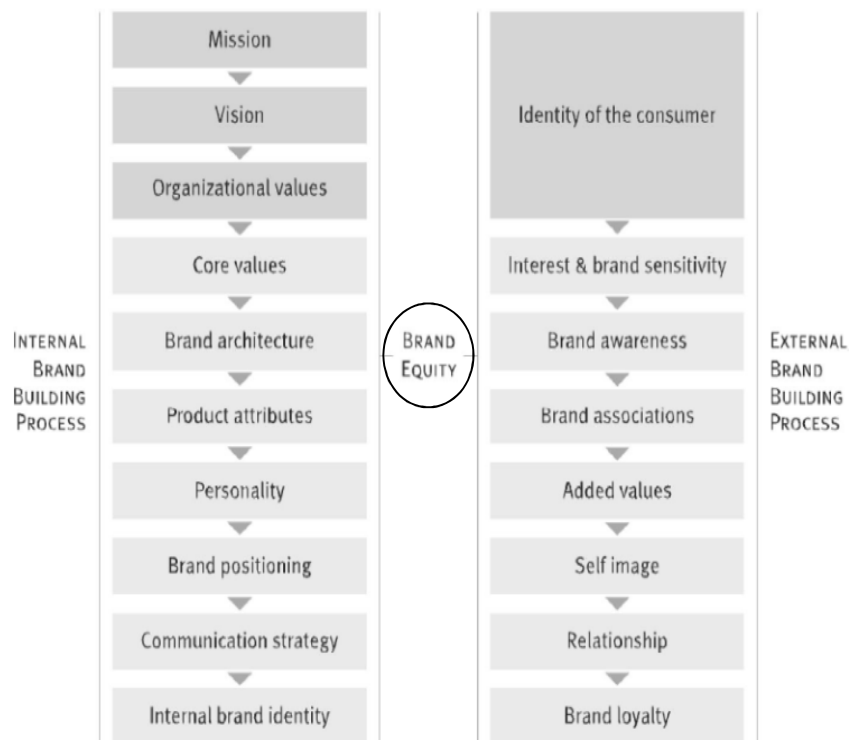 Mission
Vision
Organizational values
Core values
Brand architecture
Product attributes
Personality
Brand positioning
Communication strategy
Internal brand identity
INTERNAL
BRAND
BUILDING
PROCESS
BRAND
EQUITY
Identity of the consumer
Interest & brand sensitivity
Brand awareness
Brand associations
Added values
Self image
Relationship
Brand loyalty
EXTERNAL
BRAND
BUILDING
PROCESS